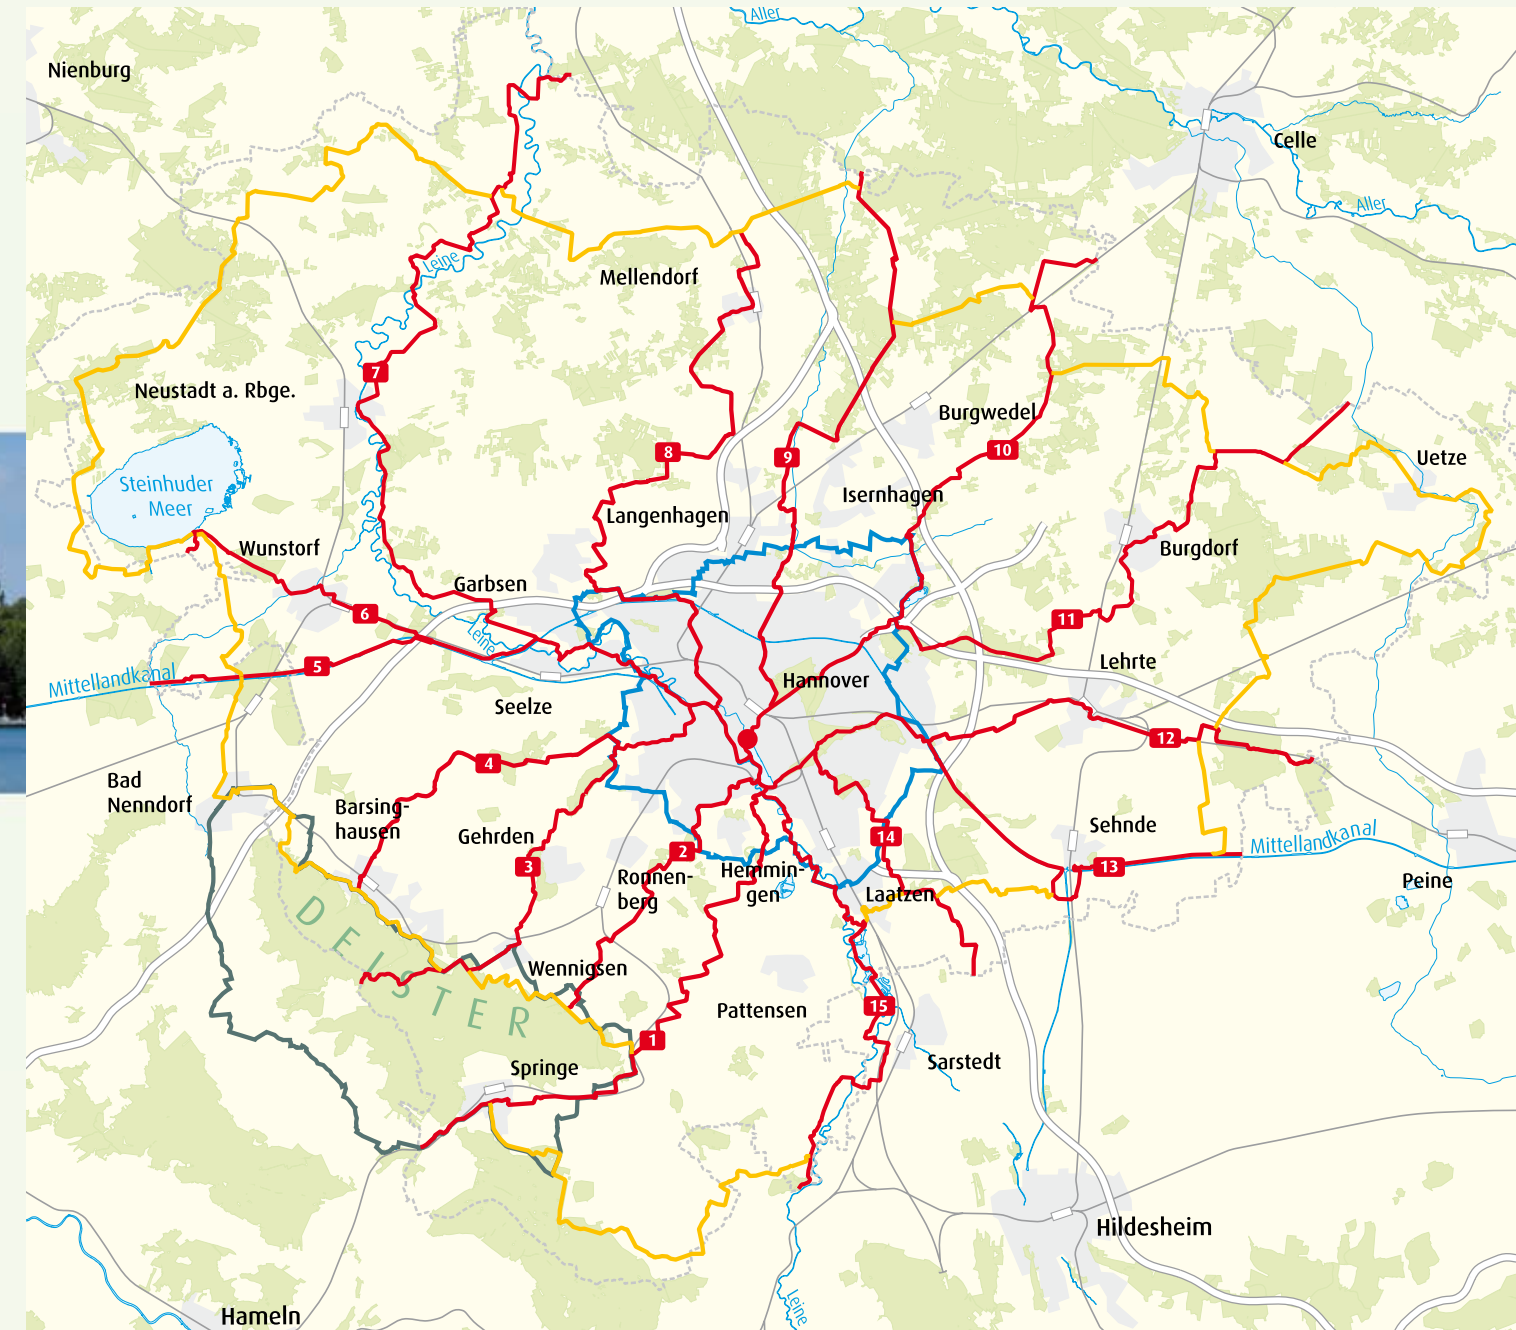 Aller
Nienburg
Celle
Aller
Leine
Mellendorf
7
Neustadt a. Rbge.
Burgwedel
8
9
10
Uetze
Steinhuder
Meer
Isernhagen
Langenhagen
Wunstorf
Burgdorf
Garbsen
6
11
Leine
5
Lehrte
Mittellandkanal
Hannover
Seelze
12
4
Bad
Nenndorf
Barsing-
hausen
Gehrden
Sehnde
14
Mittellandkanal
3
2
13
Ronnen-
berg
Hemmin-
gen
Laatzen
Peine
DEISTER
Wennigsen
Pattensen
15
1
Springe
Sarstedt
Hildesheim
Leine
Hameln